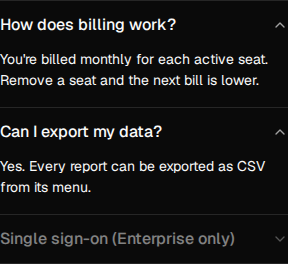 How does billing work?
You're billed monthly for each active seat.
Remove a seat and the next bill is lower.
Can I export my data?
Yes. Every report can be exported as CSV
from its menu.
Single sign-on (Enterprise only)